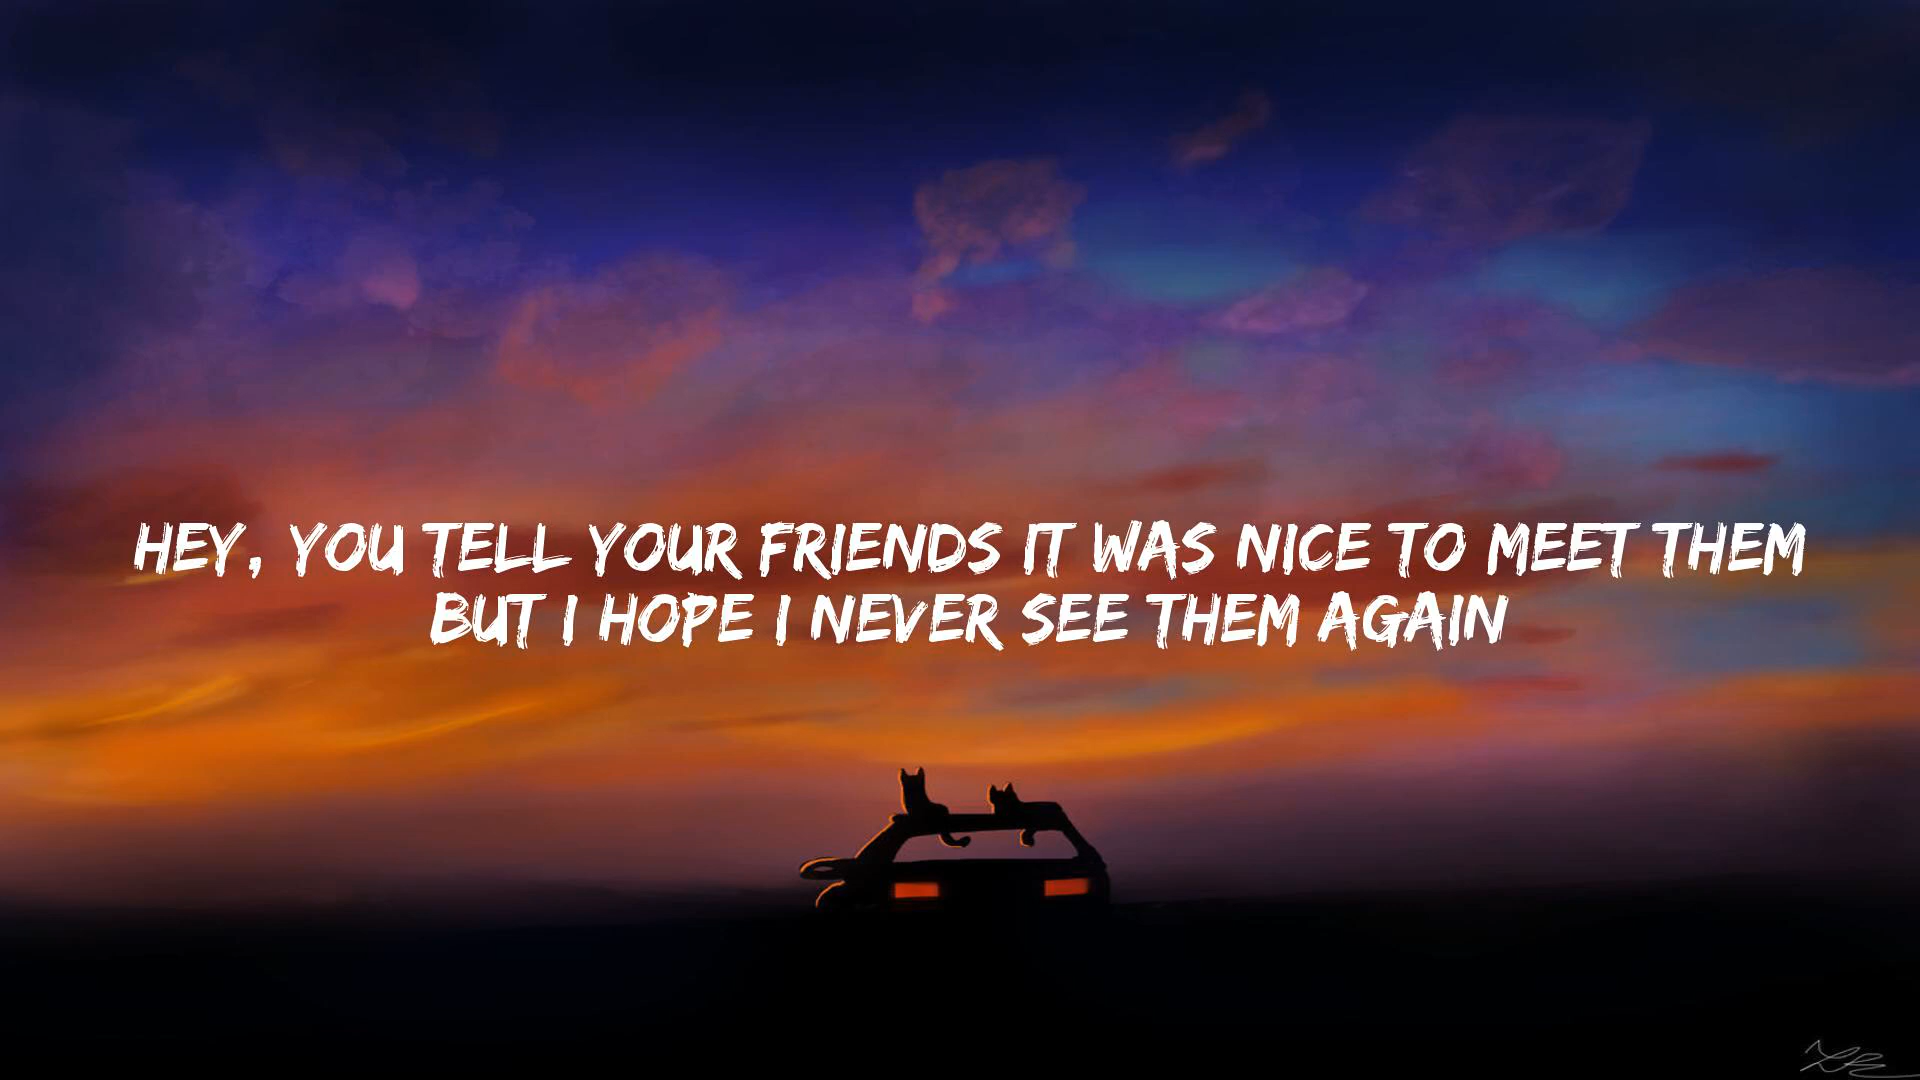 HEY, YOU TELL YOUR FRIENDS IT WAS NICE TO MEET THEM
BUT I HOPE I NEVER SEE THEM AGAIN